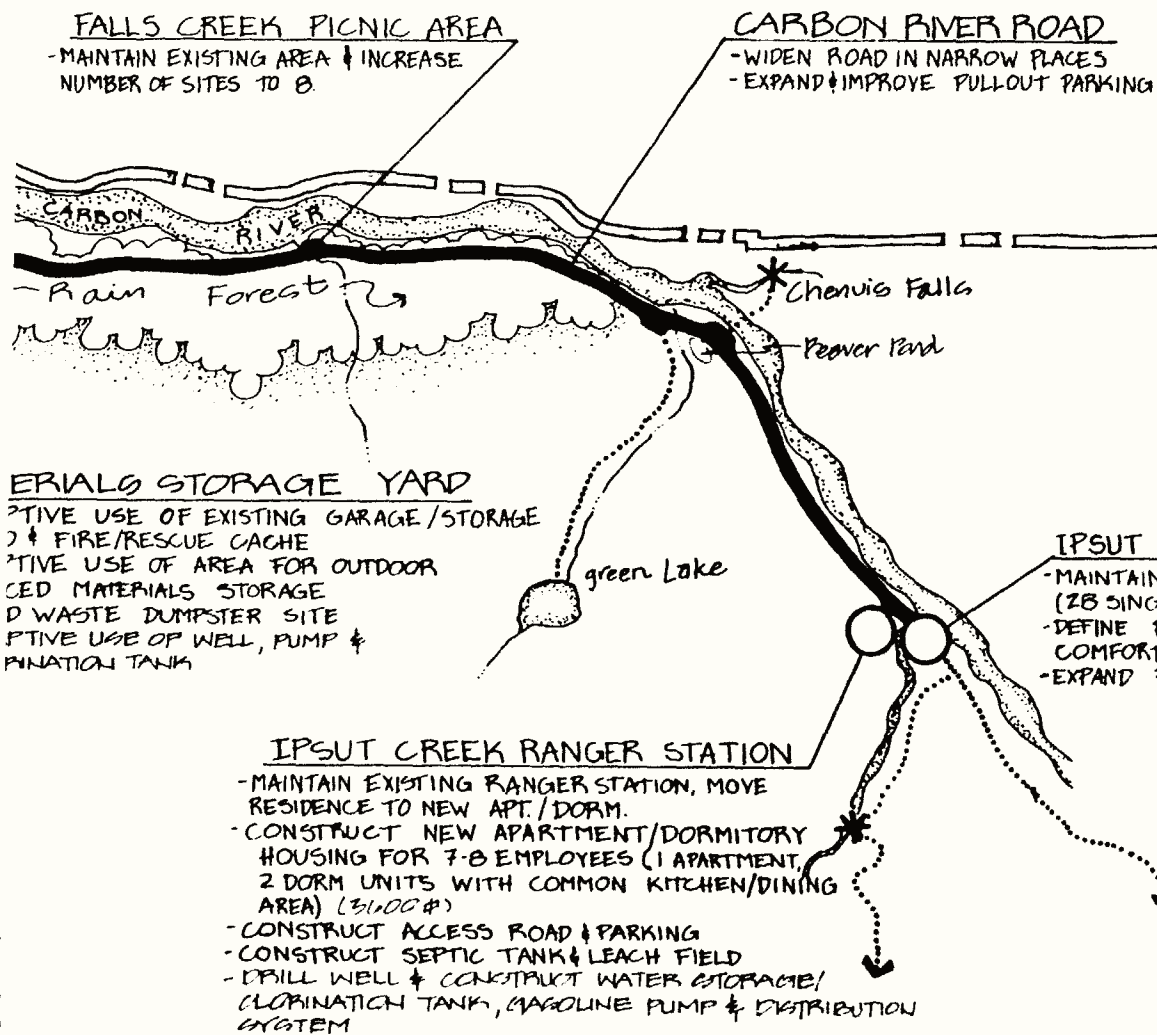 FALLS CREEK PICNIC AREA
-MAINTAIN EXISTING AREA & INCREASE
NUMBER OF SITES TO 8.
CARBON RIVER ROAD
-WIDEN ROAD IN NARROW PLACES
-EXPAND & IMPROVE PULLOUT PARKING
CARBON
RIVER
Rain Forest
Chenuis Falls
Beaver Pond
ERIALS STORAGE YARD
PTIVE USE OF EXISTING GARAGE/STORAGE
& FIRE/RESCUE CACHE
PTIVE USE OF AREA FOR OUTDOOR
CED MATERIALS STORAGE
D WASTE DUMPSTER SITE
PTIVE USE OF WELL, PUMP &
RINATION TANK
green Lake
IPSUT
-MAINTAIN
(28 SING
-DEFINE
COMFORT
-EXPAND
IPSUT CREEK RANGER STATION
-MAINTAIN EXISTING RANGER STATION, MOVE
RESIDENCE TO NEW APT./DORM.
-CONSTRUCT NEW APARTMENT/DORMITORY
HOUSING FOR 7-8 EMPLOYEES (1 APARTMENT,
2 DORM UNITS WITH COMMON KITCHEN/DINING
AREA)
-CONSTRUCT ACCESS ROAD & PARKING
-CONSTRUCT SEPTIC TANK & LEACH FIELD
-DRILL WELL & CONSTRUCT WATER STORAGE/
CLORINATION TANK, GASOLINE PUMP & DISTRIBUTION
SYSTEM